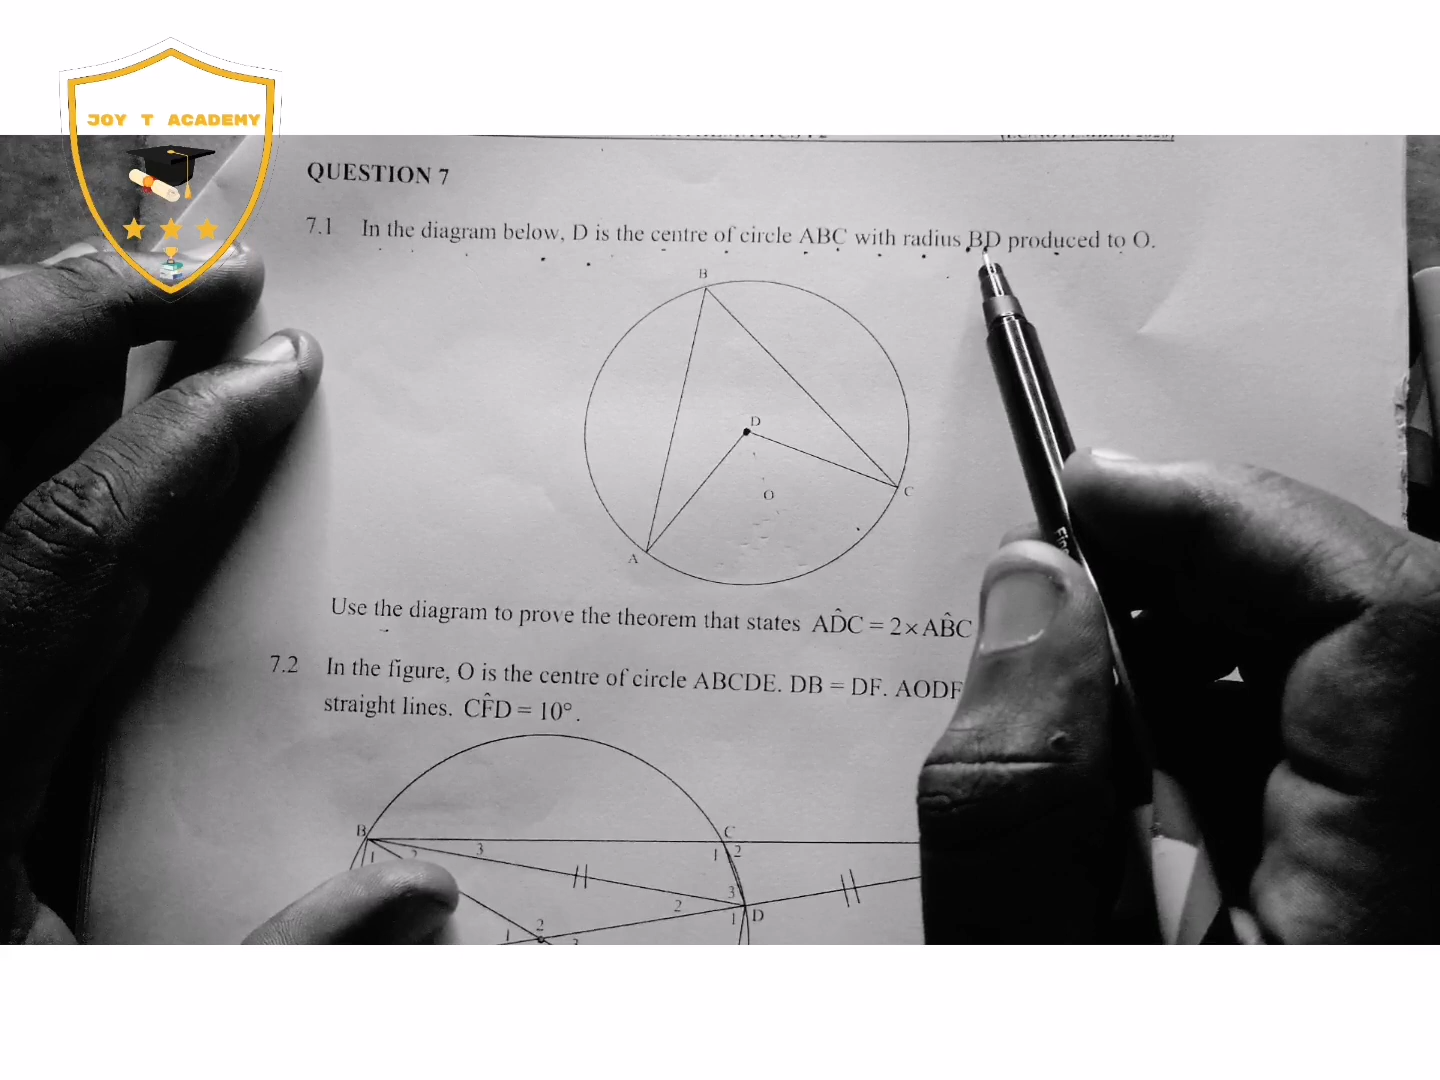 JOY T ACADEMY
QUESTION 7
7.1 In the diagram below, D is the centre of circle ABC with radius BD produced to O.
B
D
O
C
A
Use the diagram to prove the theorem that states AD̂C = 2×AB̂C
7.2 In the figure, O is the centre of circle ABCDE. DB = DF. AODF
straight lines. CF̂D = 10°.
B C
1 2 3 1 2
3
2 1 D
2
1 3